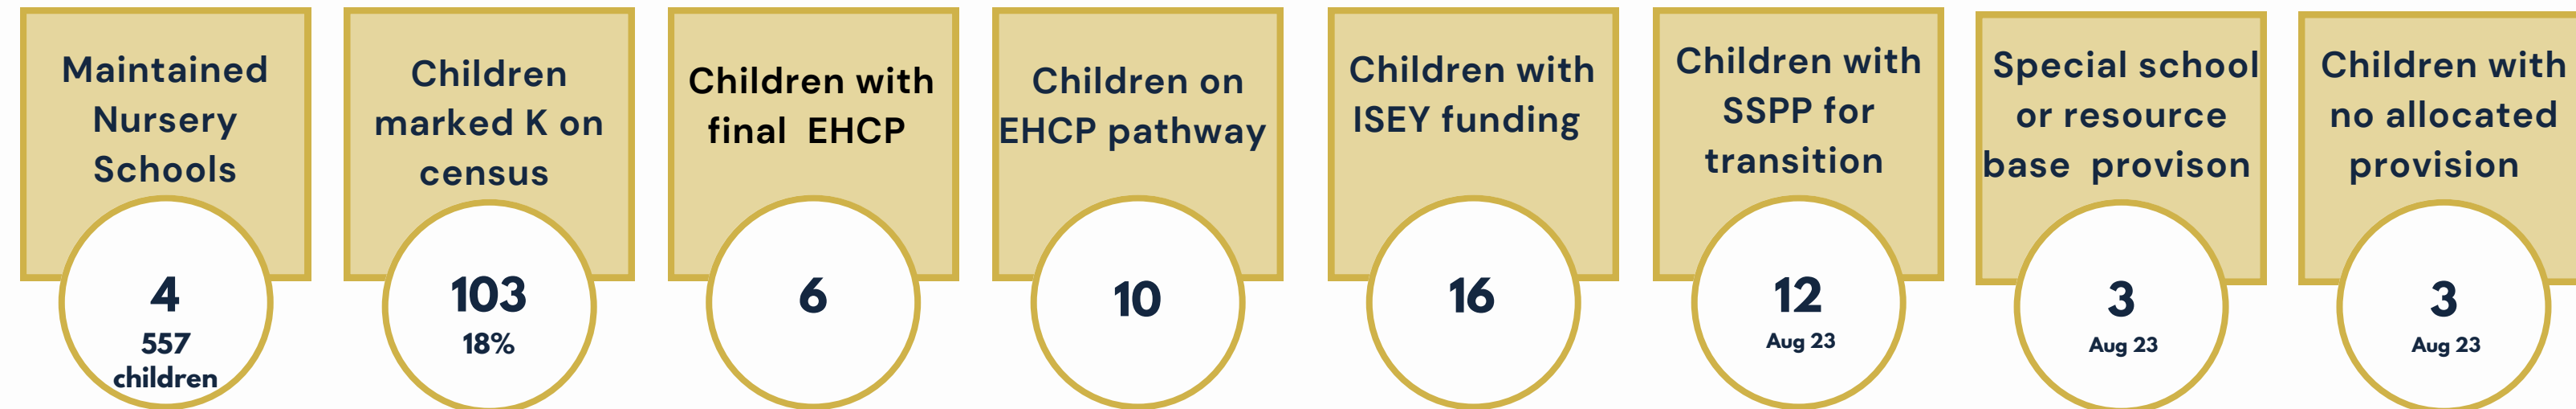 Maintained
Nursery
Schools
4
557
children
Children
marked K on
census
103
18%
Children with
final  EHCP
6
Children on
EHCP pathway
10
Children with
ISEY funding
16
Children with
SSPP for
transition
12
Aug 23
Special school
or resource
base  provison
3
Aug 23
Children with
no allocated
provision
3
Aug 23